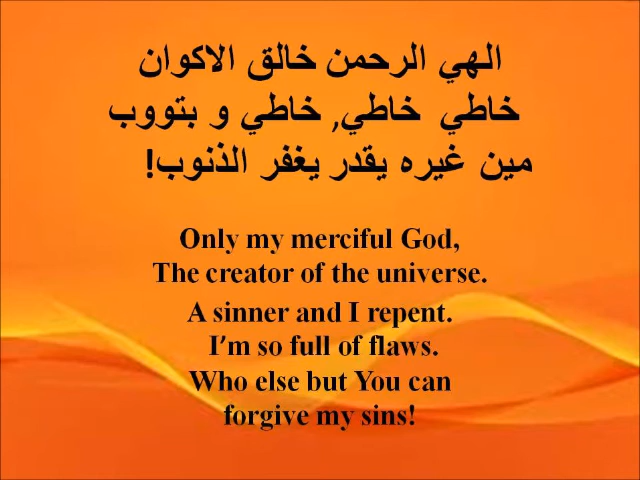 الهي الرحمن خالق الاكوان
خاطي خاطي, خاطي و بتووب
مين غيره يقدر يغفر الذنوب!
Only my merciful God,
The creator of the universe.
A sinner and I repent.
I'm so full of flaws.
Who else but You can
forgive my sins!